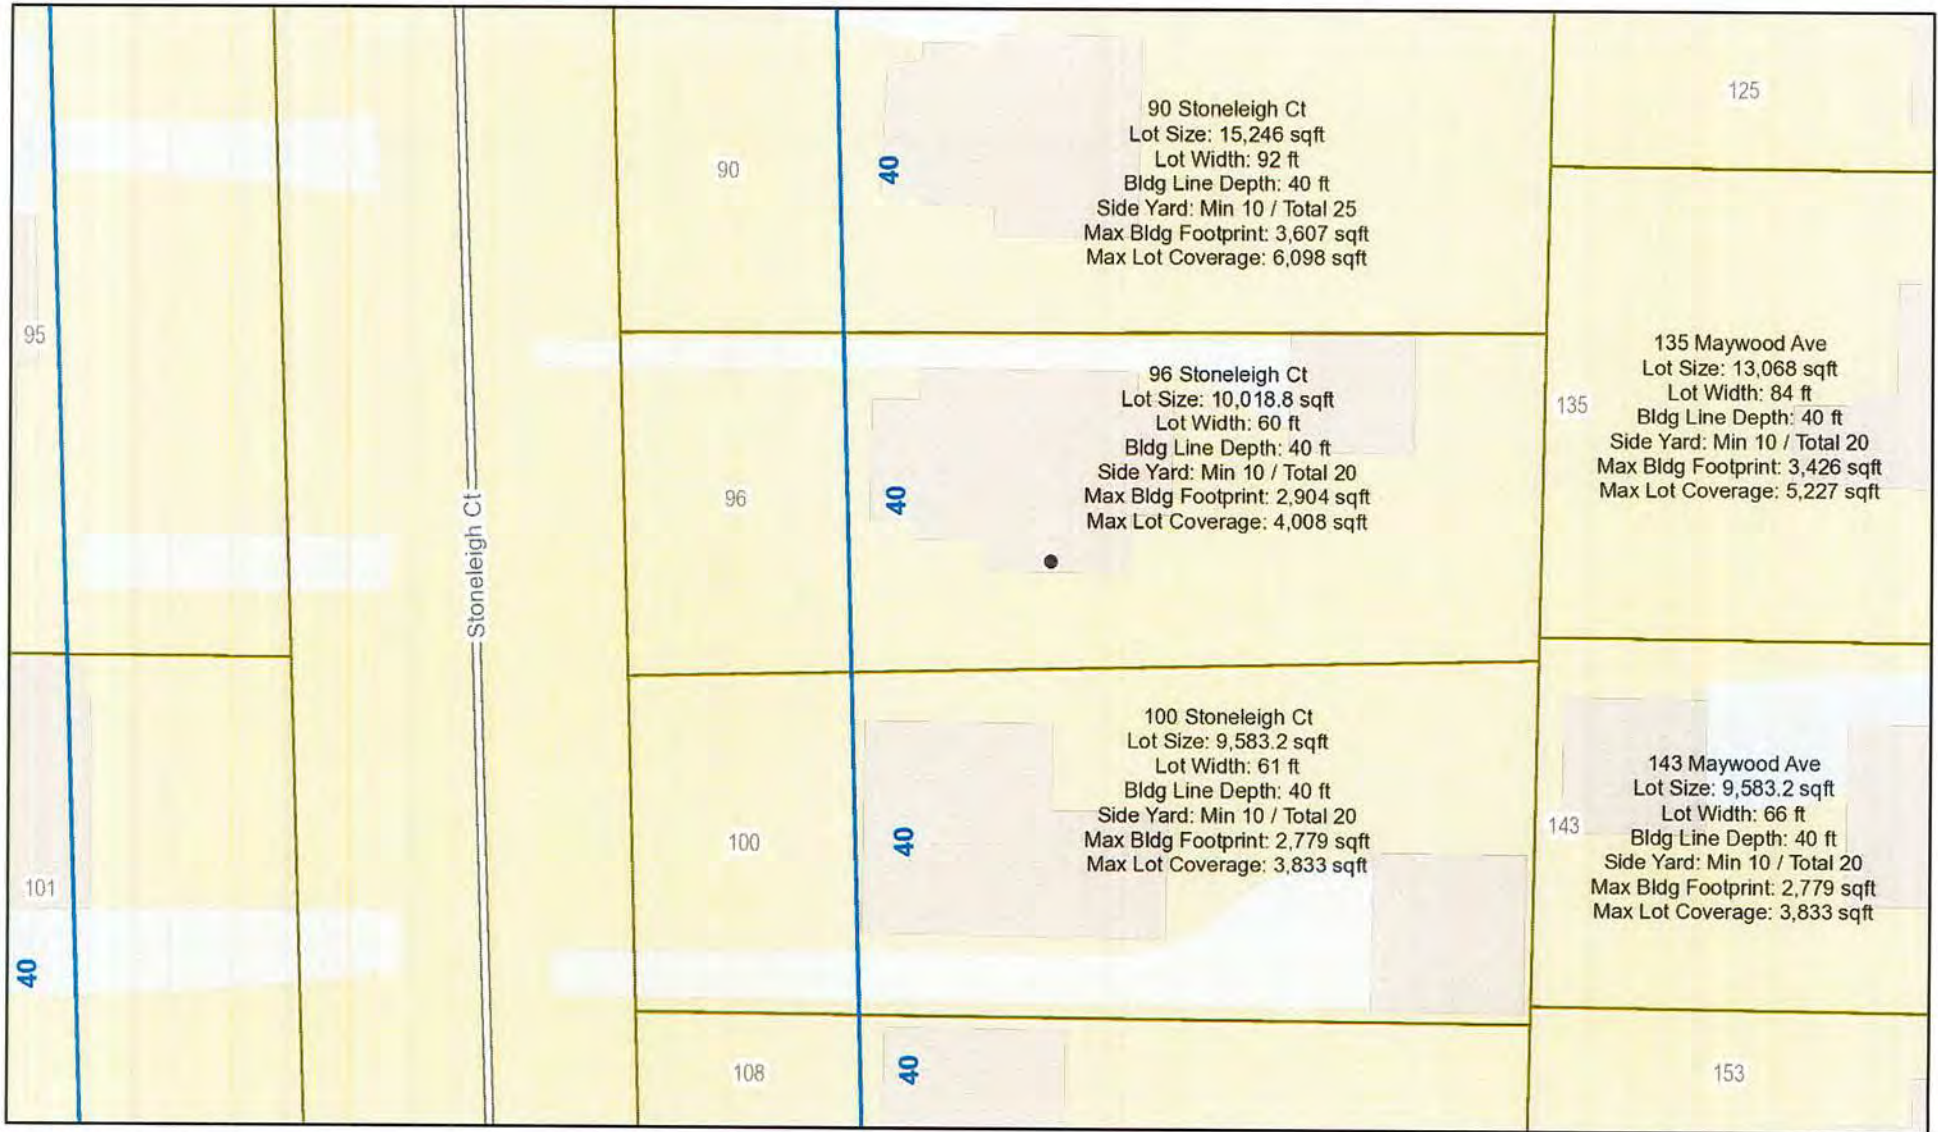 125
90 Stoneleigh Ct
Lot Size: 15,246 sqft
Lot Width: 92 ft
Bldg Line Depth: 40 ft
Side Yard: Min 10 / Total 25
Max Bldg Footprint: 3,607 sqft
Max Lot Coverage: 6,098 sqft
90
40
95
135 Maywood Ave
Lot Size: 13,068 sqft
Lot Width: 84 ft
Bldg Line Depth: 40 ft
Side Yard: Min 10 / Total 20
Max Bldg Footprint: 3,426 sqft
Max Lot Coverage: 5,227 sqft
135
96 Stoneleigh Ct
Lot Size: 10,018.8 sqft
Lot Width: 60 ft
Bldg Line Depth: 40 ft
Side Yard: Min 10 / Total 20
Max Bldg Footprint: 2,904 sqft
Max Lot Coverage: 4,008 sqft
96
40
Stoneleigh Ct
100 Stoneleigh Ct
Lot Size: 9,583.2 sqft
Lot Width: 61 ft
Bldg Line Depth: 40 ft
Side Yard: Min 10 / Total 20
Max Bldg Footprint: 2,779 sqft
Max Lot Coverage: 3,833 sqft
100
40
143 Maywood Ave
Lot Size: 9,583.2 sqft
Lot Width: 66 ft
Bldg Line Depth: 40 ft
Side Yard: Min 10 / Total 20
Max Bldg Footprint: 2,779 sqft
Max Lot Coverage: 3,833 sqft
143
101
40
108
40
153